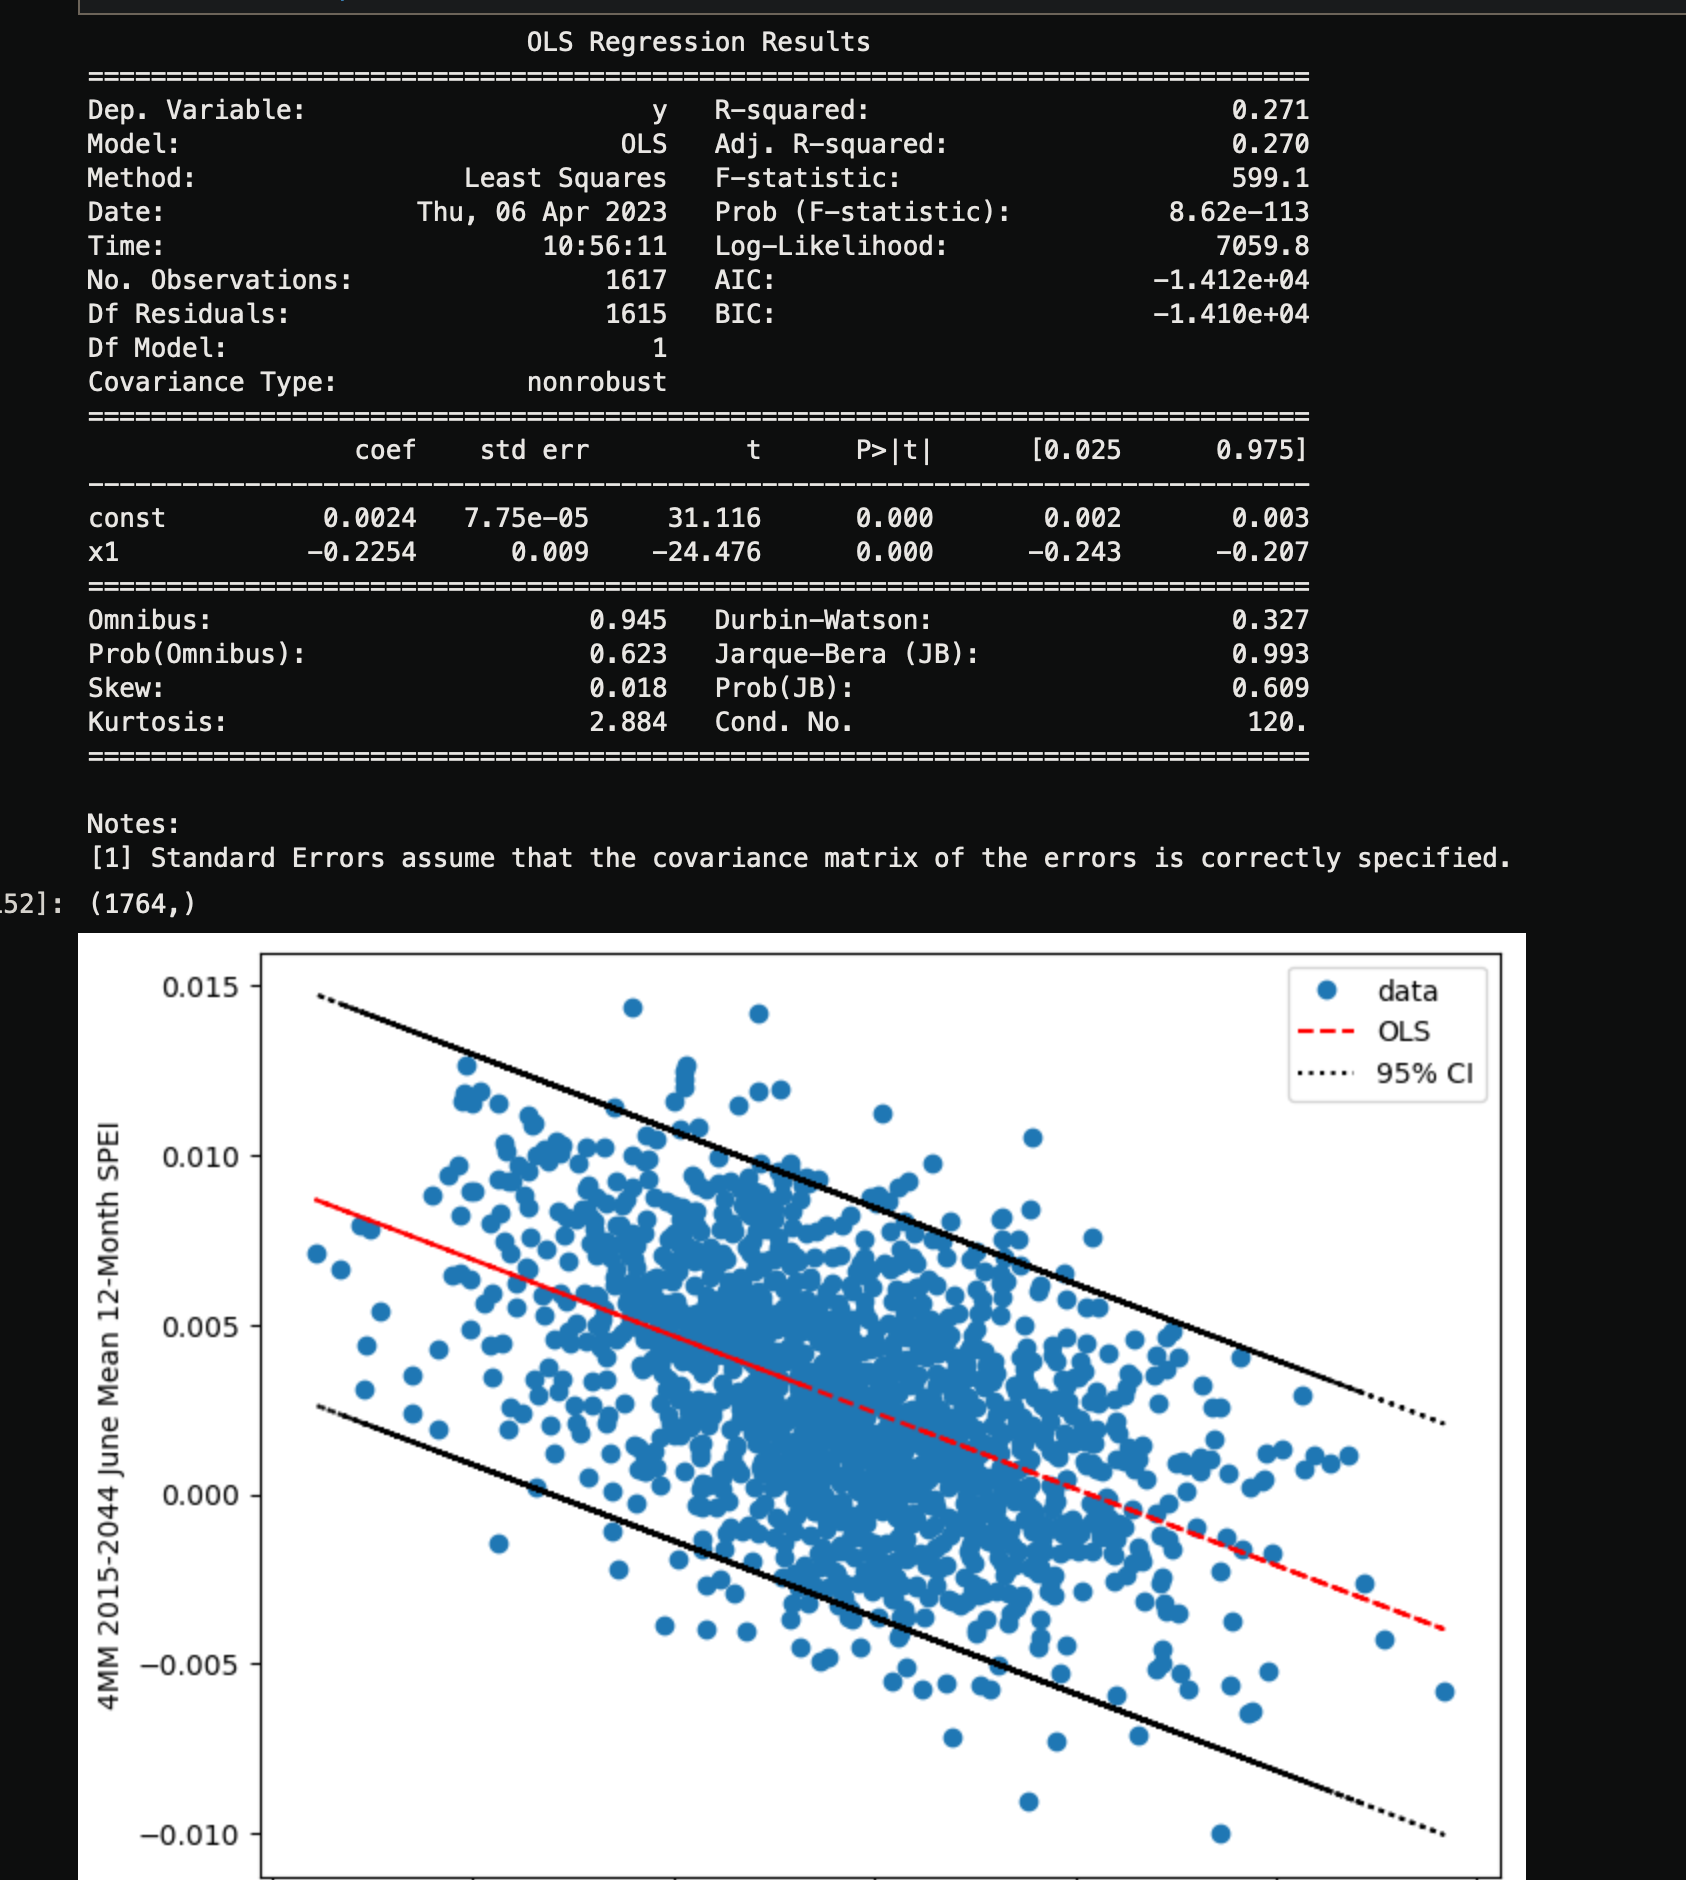 OLS Regression Results
==============================================================================
Dep. Variable: y R-squared: 0.271
Model: OLS Adj. R-squared: 0.270
Method: Least Squares F-statistic: 599.1
Date: Thu, 06 Apr 2023 Prob (F-statistic): 8.62e-113
Time: 10:56:11 Log-Likelihood: 7059.8
No. Observations: 1617 AIC: -1.412e+04
Df Residuals: 1615 BIC: -1.410e+04
Df Model: 1
Covariance Type: nonrobust
==============================================================================
coef std err t P>|t| [0.025 0.975]
------------------------------------------------------------------------------
const 0.0024 7.75e-05 31.116 0.000 0.002 0.003
x1 -0.2254 0.009 -24.476 0.000 -0.243 -0.207
==============================================================================
Omnibus: 0.945 Durbin-Watson: 0.327
Prob(Omnibus): 0.623 Jarque-Bera (JB): 0.993
Skew: 0.018 Prob(JB): 0.609
Kurtosis: 2.884 Cond. No. 120.
==============================================================================
Notes:
[1] Standard Errors assume that the covariance matrix of the errors is correctly specified.
52]: (1764,)
4MM 2015-2044 June Mean 12-Month SPEI
0.015
0.010
0.005
0.000
−0.005
−0.010
data
OLS
95% CI